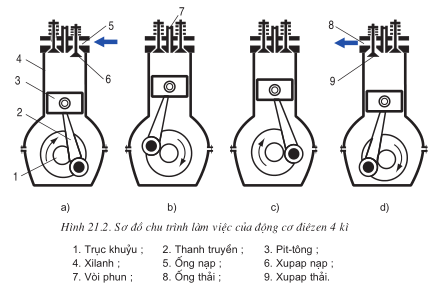 5
4
3
2
1
6
7
8
9
a)
b)
c)
d)
Hình 21.2. Sơ đồ chu trình làm việc của động cơ điêzen 4 kì
1. Trục khuỷu ; 2. Thanh truyền ; 3. Pit-tông ;
4. Xilanh ; 5. Ống nạp ; 6. Xupap nạp ;
7. Vòi phun ; 8. Ống thải ; 9. Xupap thải.